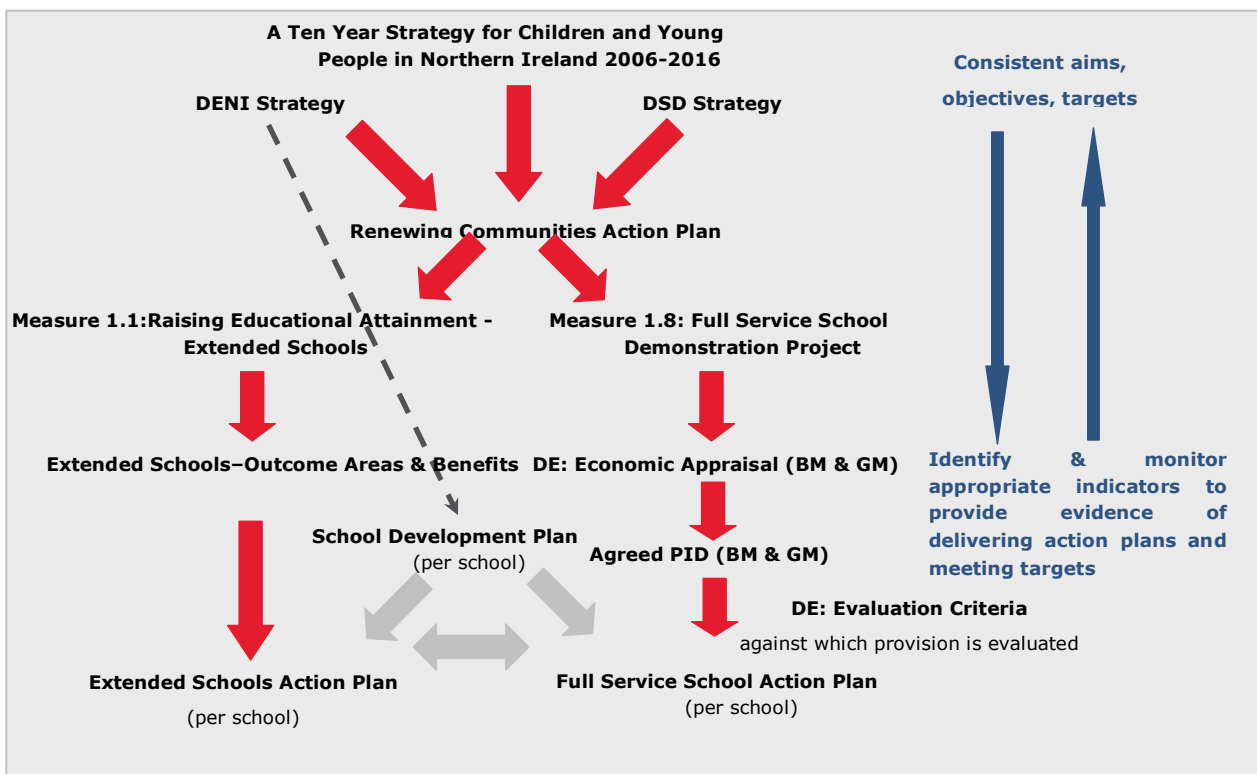 A Ten Year Strategy for Children and Young
People in Northern Ireland 2006-2016
DENI Strategy
DSD Strategy
Renewing Communities Action Plan
Measure 1.1:Raising Educational Attainment -
Extended Schools
Measure 1.8: Full Service School
Demonstration Project
Extended Schools–Outcome Areas & Benefits
DE: Economic Appraisal (BM & GM)
School Development Plan
(per school)
Agreed PID (BM & GM)
DE: Evaluation Criteria
against which provision is evaluated
Extended Schools Action Plan
(per school)
Full Service School Action Plan
(per school)
Consistent aims,
objectives, targets
Identify & monitor
appropriate indicators to
provide evidence of
delivering action plans and
meeting targets